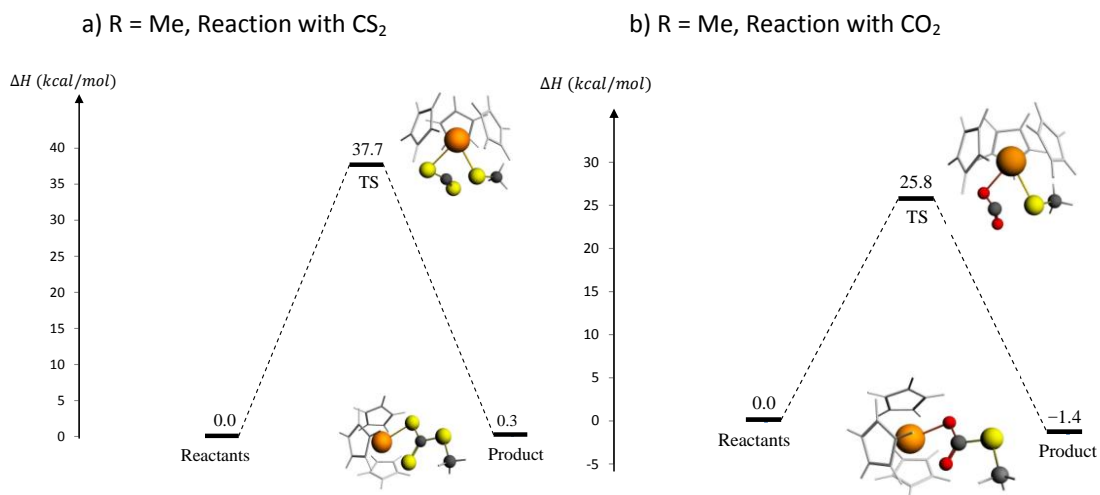 a) R = Me, Reaction with CS₂
ΔH (kcal/mol)
40
35
30
25
20
15
10
5
0
37.7
TS
0.0
Reactants
0.3
Product
b) R = Me, Reaction with CO₂
ΔH (kcal/mol)
30
25
20
15
10
5
0
-5
25.8
TS
0.0
Reactants
−1.4
Product